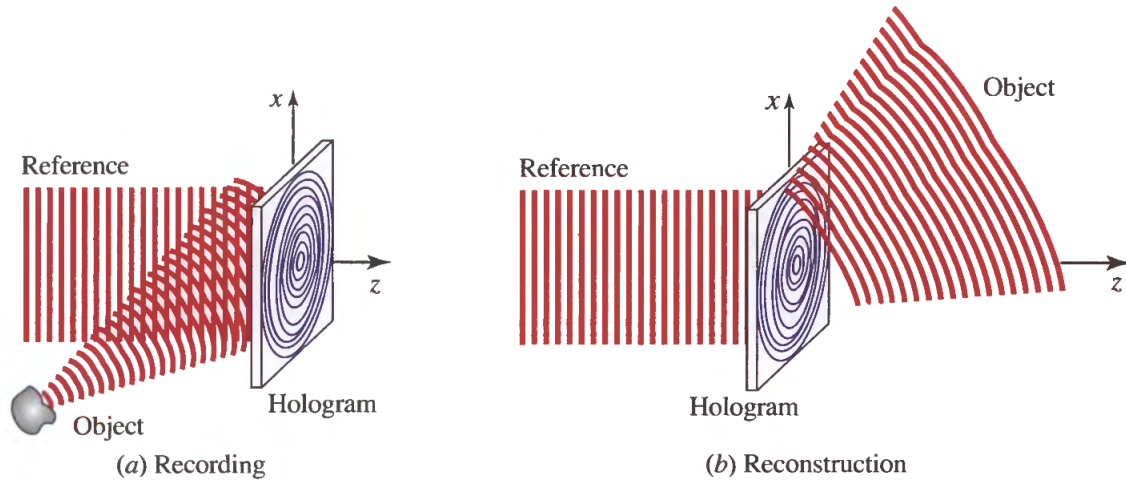 x
Reference
z
Hologram
Object
(a) Recording
x
Object
Reference
z
Hologram
(b) Reconstruction